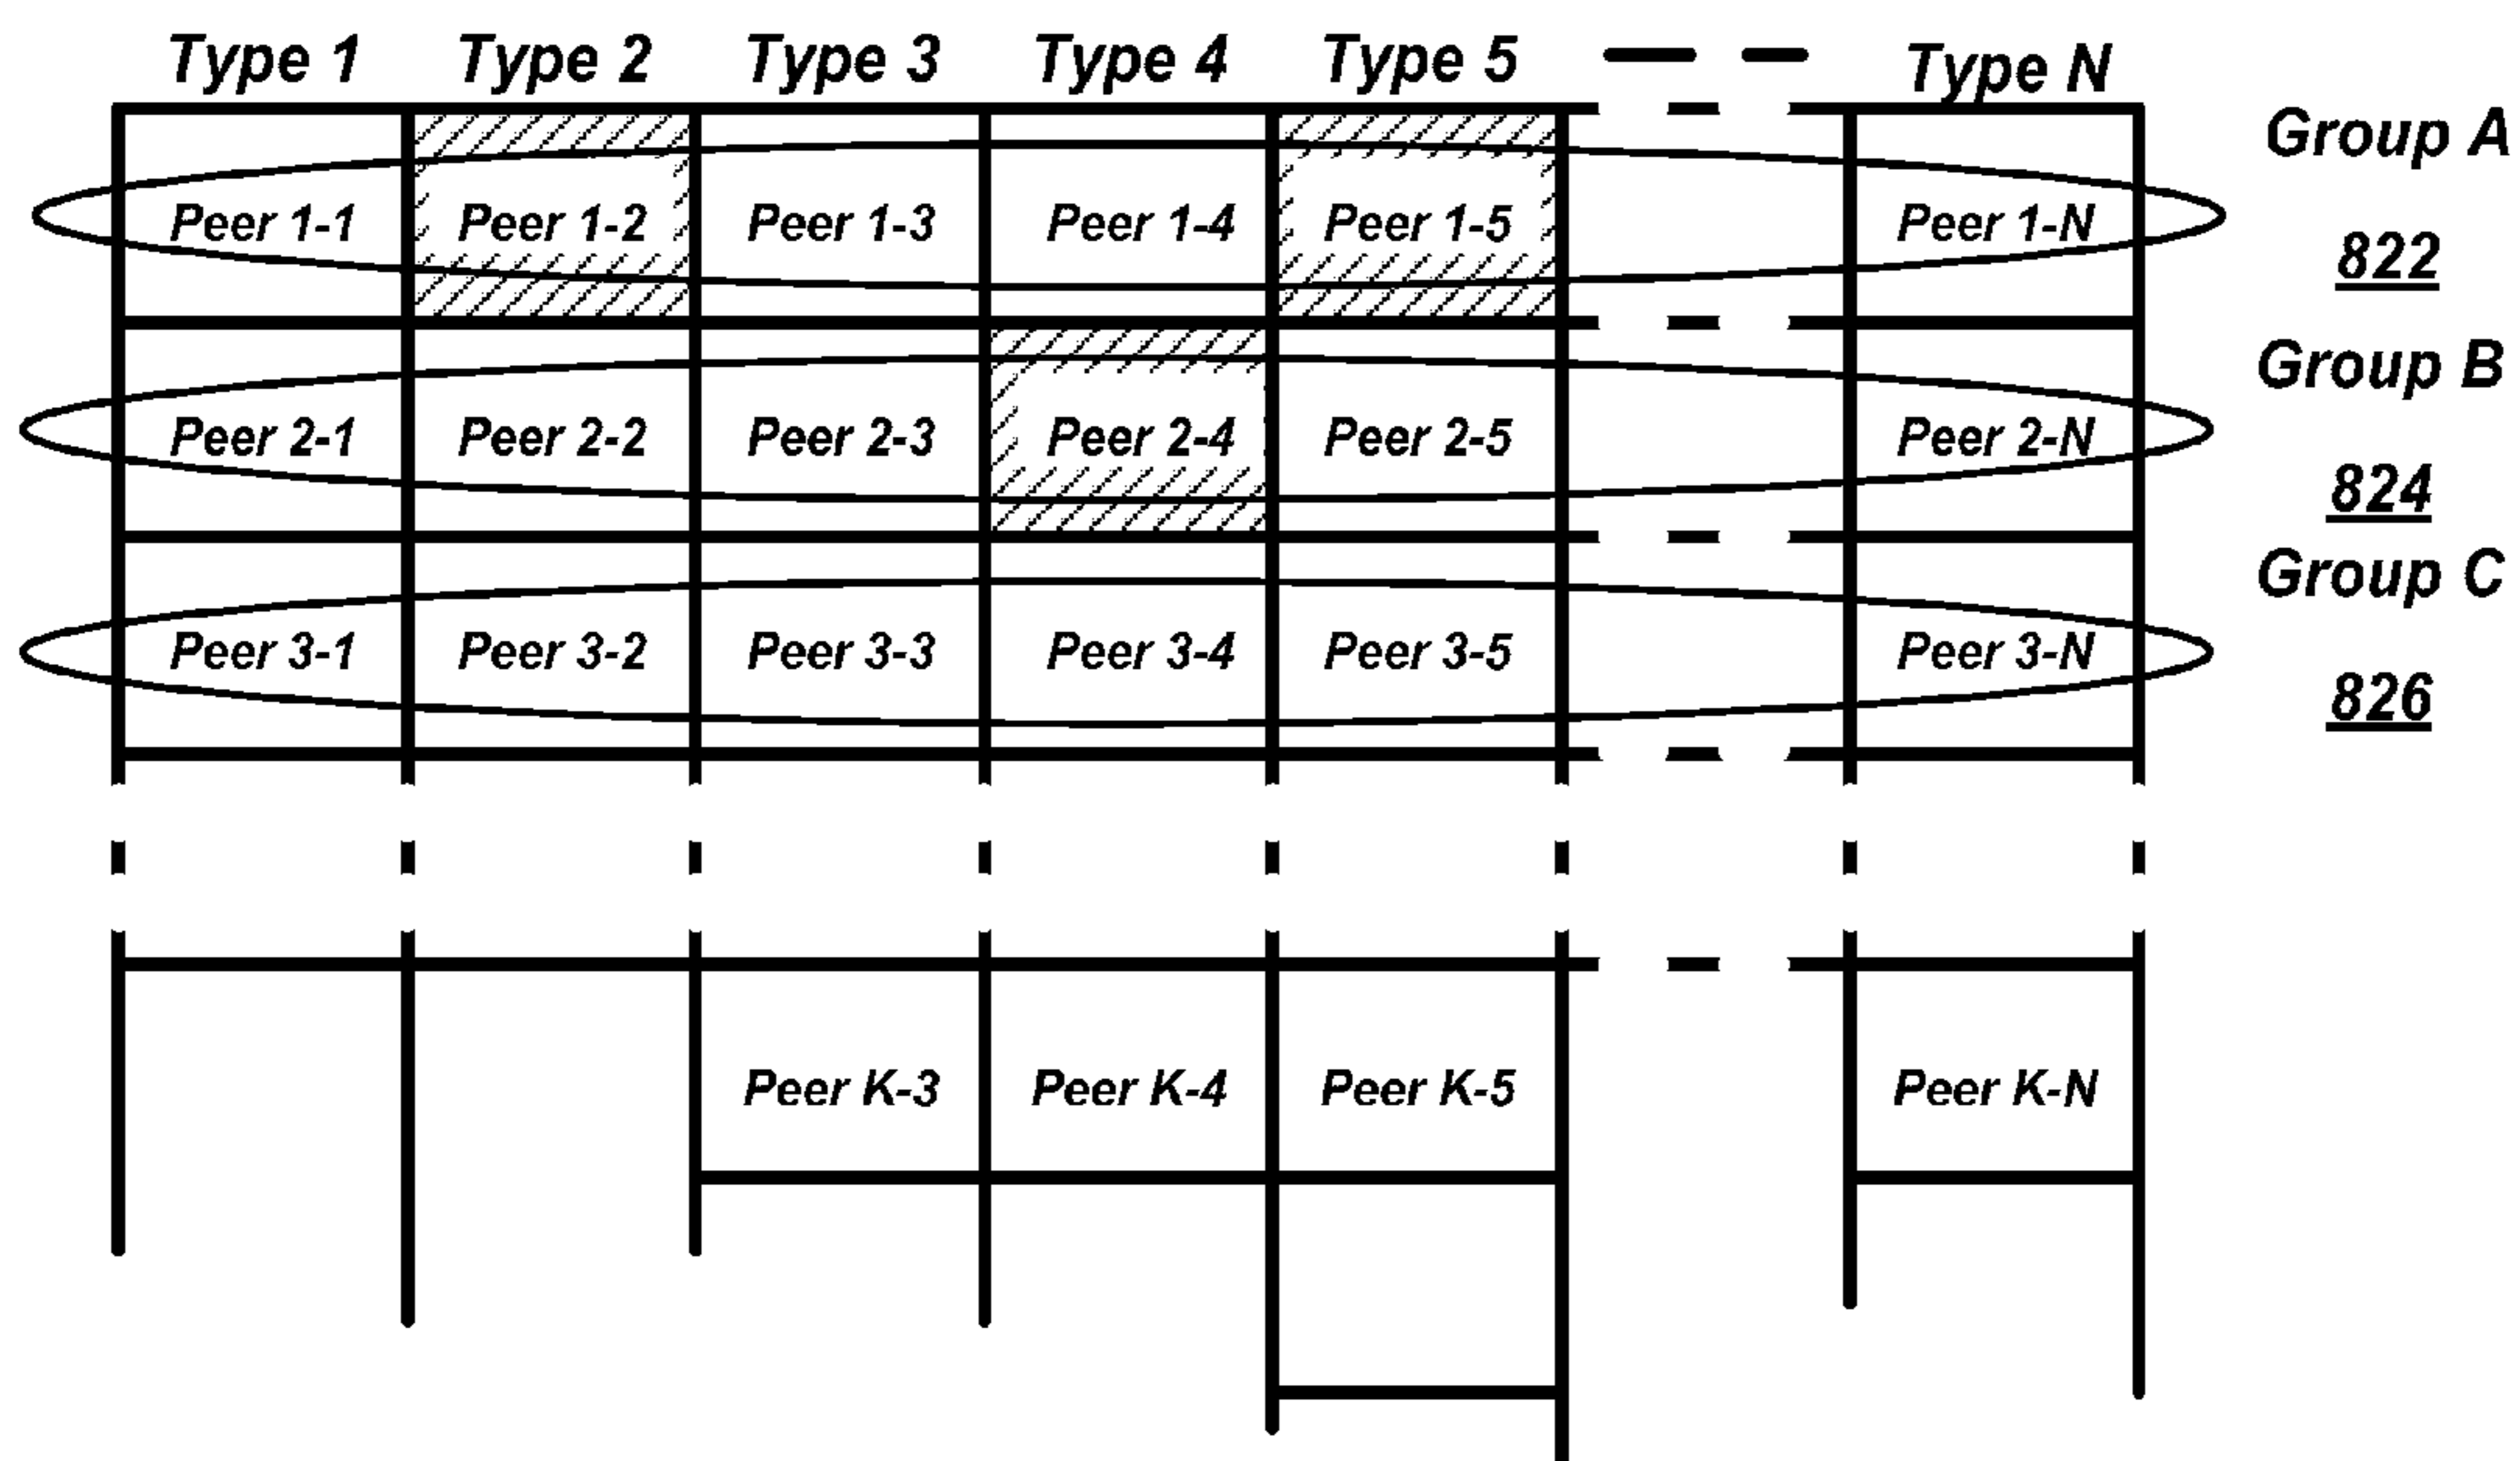 Type 1 Type 2 Type 3 Type 4 Type 5 Type N
Group A
Peer 1-1 Peer 1-2 Peer 1-3 Peer 1-4 Peer 1-5 Peer 1-N
822
Group B
Peer 2-1 Peer 2-2 Peer 2-3 Peer 2-4 Peer 2-5 Peer 2-N
824
Group C
Peer 3-1 Peer 3-2 Peer 3-3 Peer 3-4 Peer 3-5 Peer 3-N
826
Peer K-3 Peer K-4 Peer K-5 Peer K-N